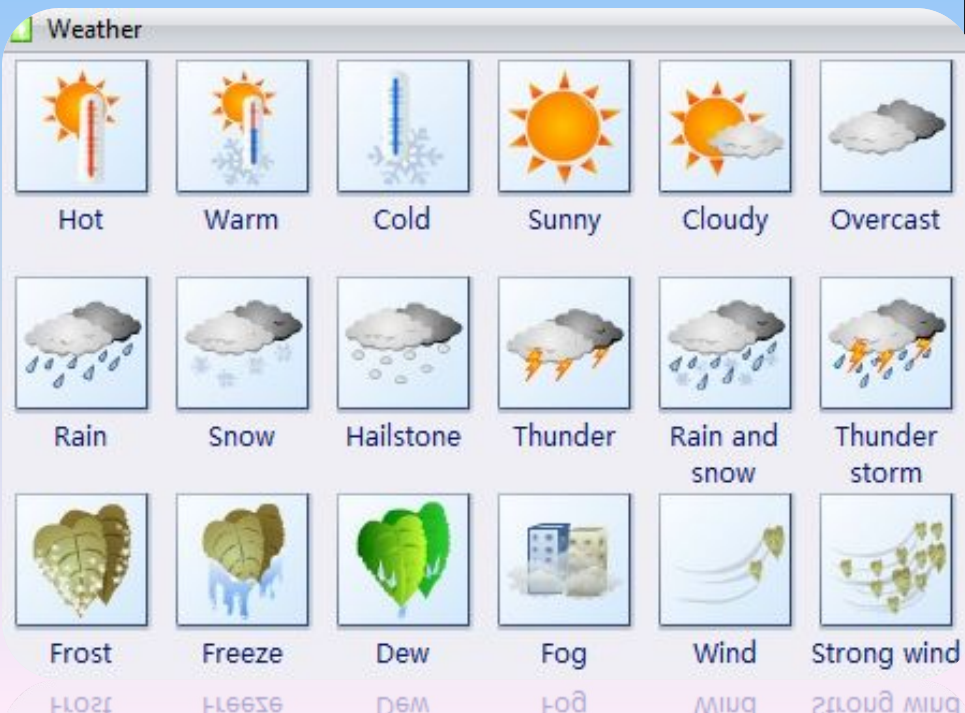 Weather
Hot Warm Cold Sunny Cloudy Overcast
Rain Snow Hailstone Thunder Rain and snow Thunder storm
Frost Freeze Dew Fog Wind Strong wind